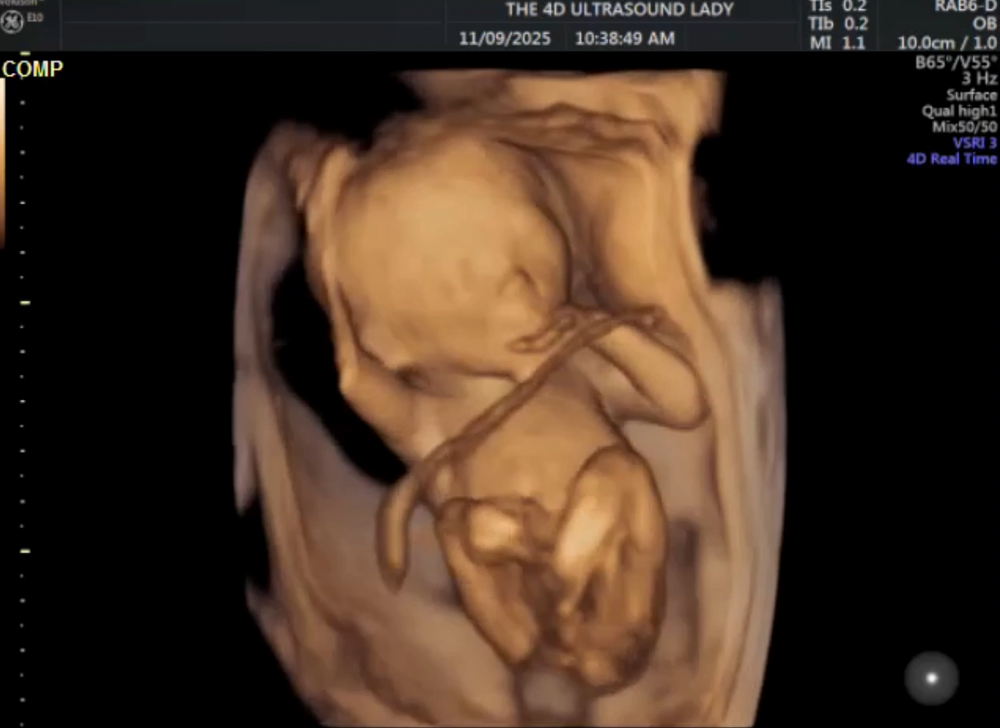 E10
THE 4D ULTRASOUND LADY
11/09/2025 10:38:49 AM
TIs 0.2
TIb 0.2
MI 1.1
RAB6-D
OB
10.0cm / 1.0
B65°/V55°
3 Hz
Surface
Qual high1
Mix50/50
VSRI 3
4D Real Time
COMP